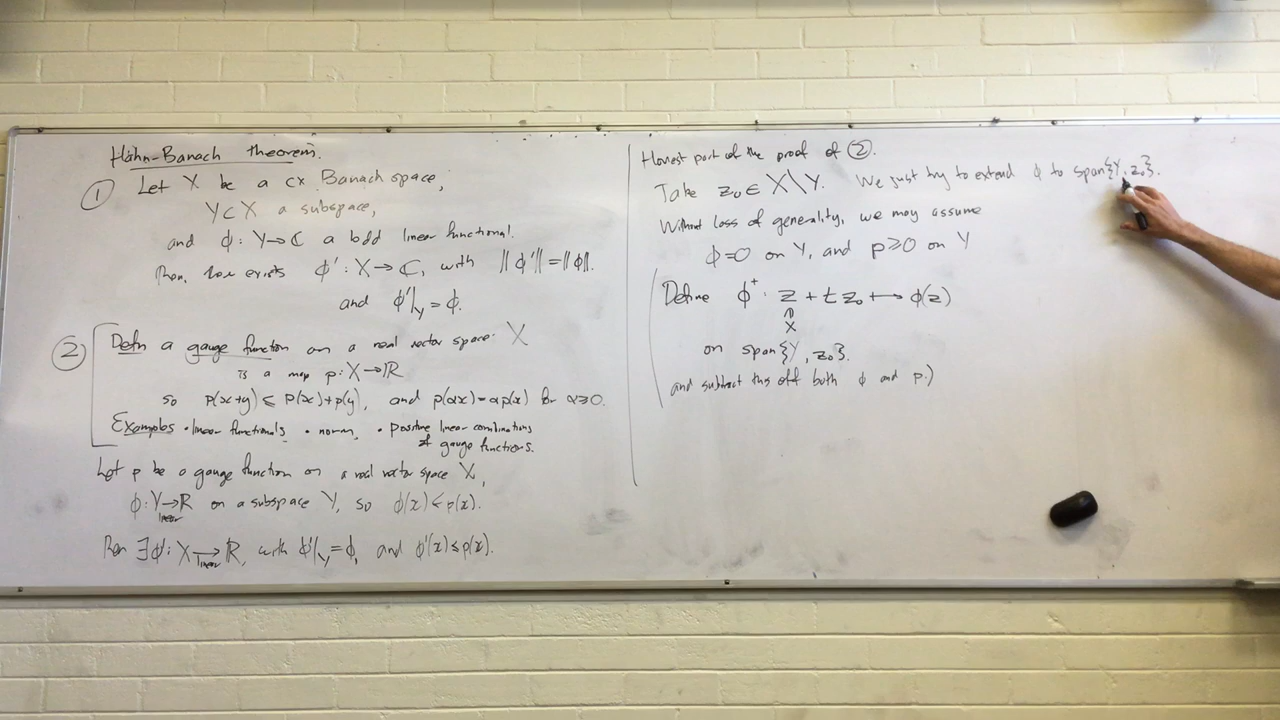 Hahn-Banach theorem.
① Let X be a cx Banach space,
Y⊂X a subspace,
and ϕ: Y→ℂ a bdd linear functional.
Then, there exists ϕ': X→ℂ, with ||ϕ'||=||ϕ||.
and ϕ'|_Y=ϕ.
② Defn a gauge function on a real vector space X
is a map p: X→ℝ
so p(x+y)≤p(x)+p(y), and p(αx)=αp(x) for α≥0.
Examples • linear functionals • norm, • positive linear combinations
of gauge functions.
Let p be a gauge function on a real vector space X,
ϕ: Y→ℝ on a subspace Y, so ϕ(x)≤p(x).
linear
Then ∃ϕ': X→ℝ, with ϕ'|_Y=ϕ, and ϕ'(x)≤p(x).
linear
Honest part of the proof of ②.
Take z₀∈X\Y. We just try to extend ϕ to span{Y,z₀}.
Without loss of generality, we may assume
ϕ=0 on Y, and p≥0 on Y
Define ϕ⁺: z+tz₀↦ϕ(z)
∩
X
on span{Y,z₀}.
and subtract this off both ϕ and p.)